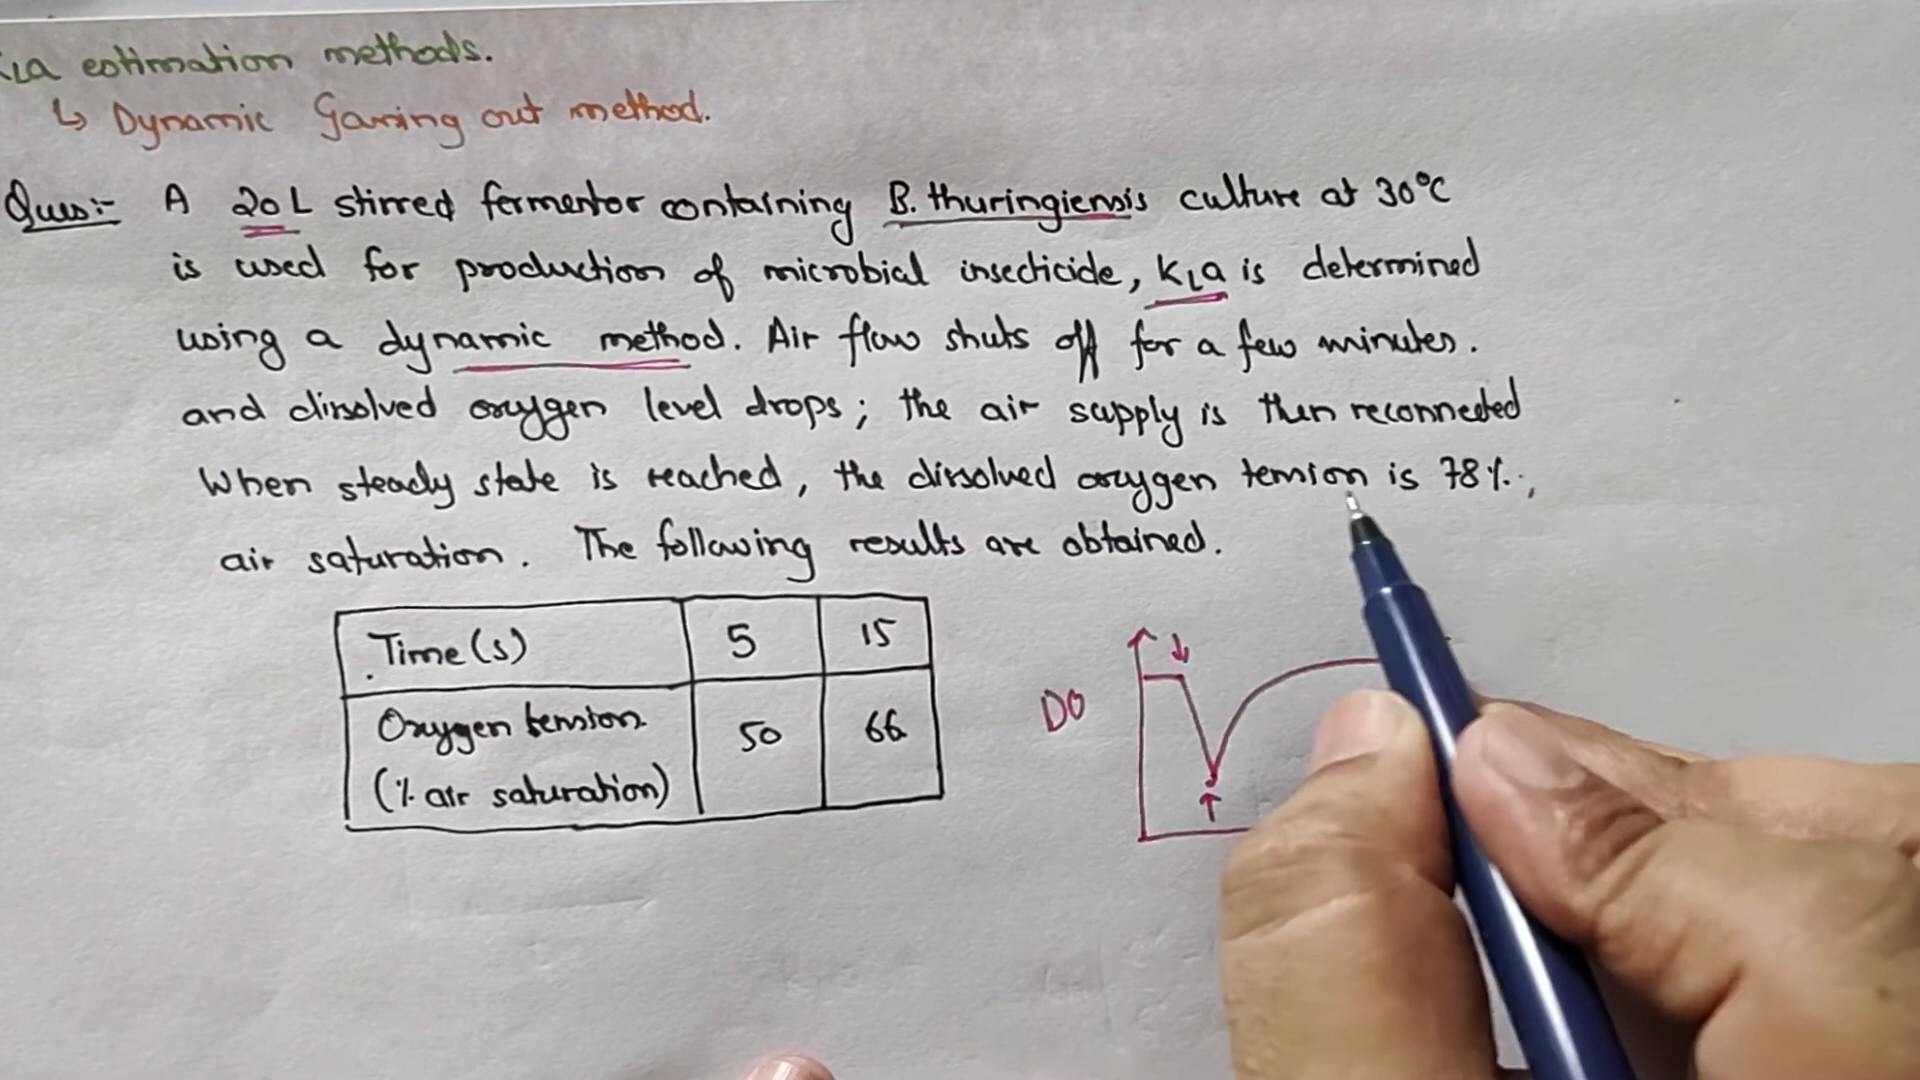 KLa estimation methods.
↳ Dynamic Gassing out method.
Ques:- A 20L stirred fermentor containing B. thuringiensis culture at 30°C
is used for production of microbial insecticide, KLa is determined
using a dynamic method. Air flow shuts off for a few minutes.
and dissolved oxygen level drops; the air supply is then reconnected
When steady state is reached, the dissolved oxygen tension is 78%,
air saturation. The following results are obtained.
Time (s) 5 15
Oxygen tension 50 66
(% air saturation)
DO